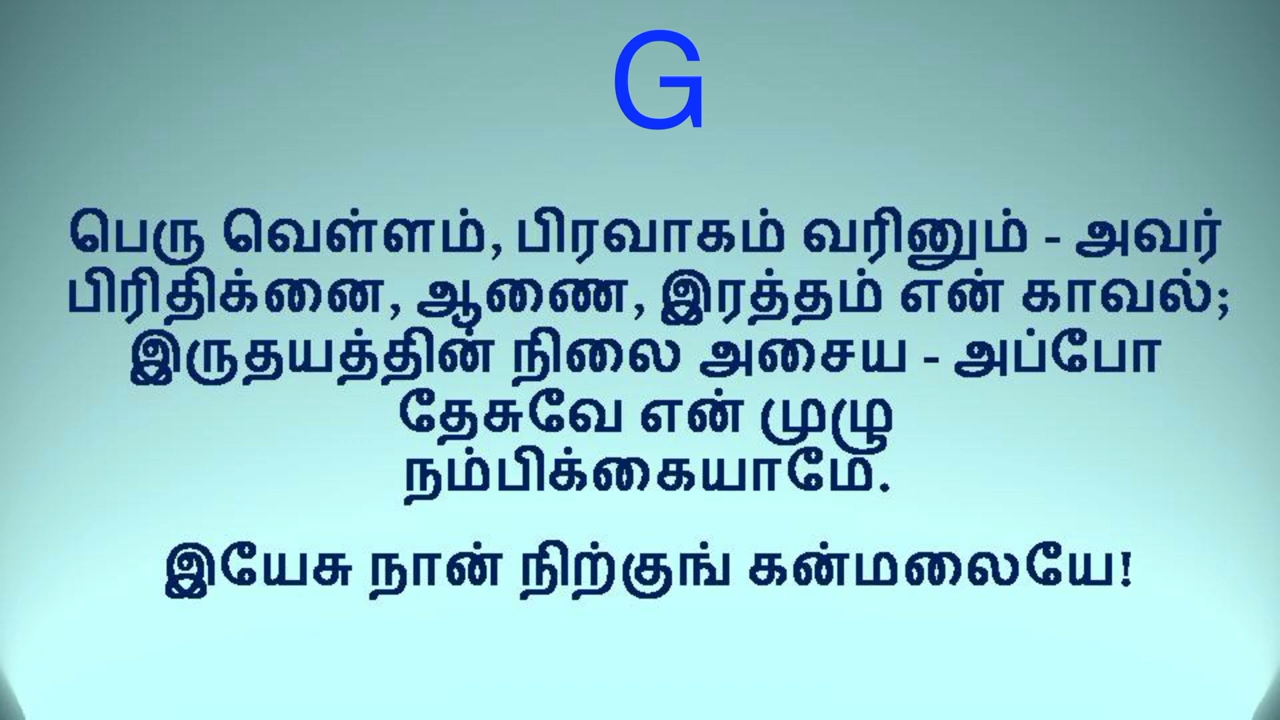 G
பெரு வெள்ளம், பிரவாகம் வரினும் - அவர்
பிரிதிக்னை, ஆணை, இரத்தம் என் காவல்;
இருதயத்தின் நிலை அசைய - அப்போ
தேசுவே என் முழு
நம்பிக்கையாமே.
இயேசு நான் நிற்குங் கன்மலையே!